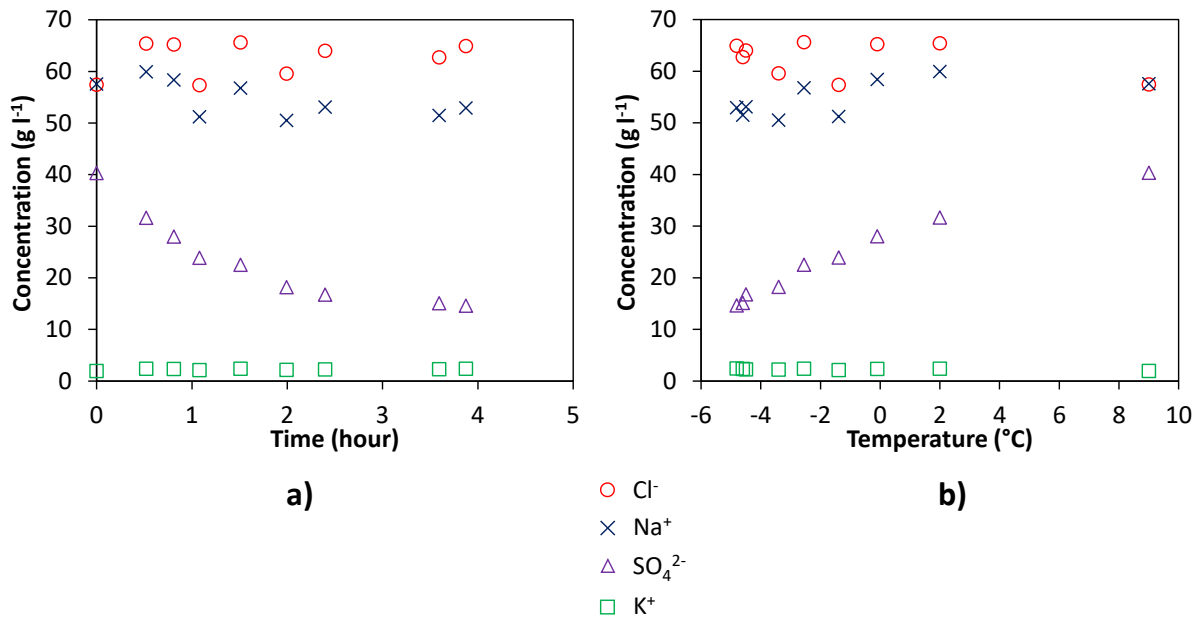 Concentration (g l⁻¹)
70
60
50
40
30
20
10
0
0 1 2 3 4 5
Time (hour)
a)
Concentration (g l⁻¹)
70
60
50
40
30
20
10
0
-6 -4 -2 0 2 4 6 8 10
Temperature (°C)
b)
Cl⁻
Na⁺
SO₄²⁻
K⁺